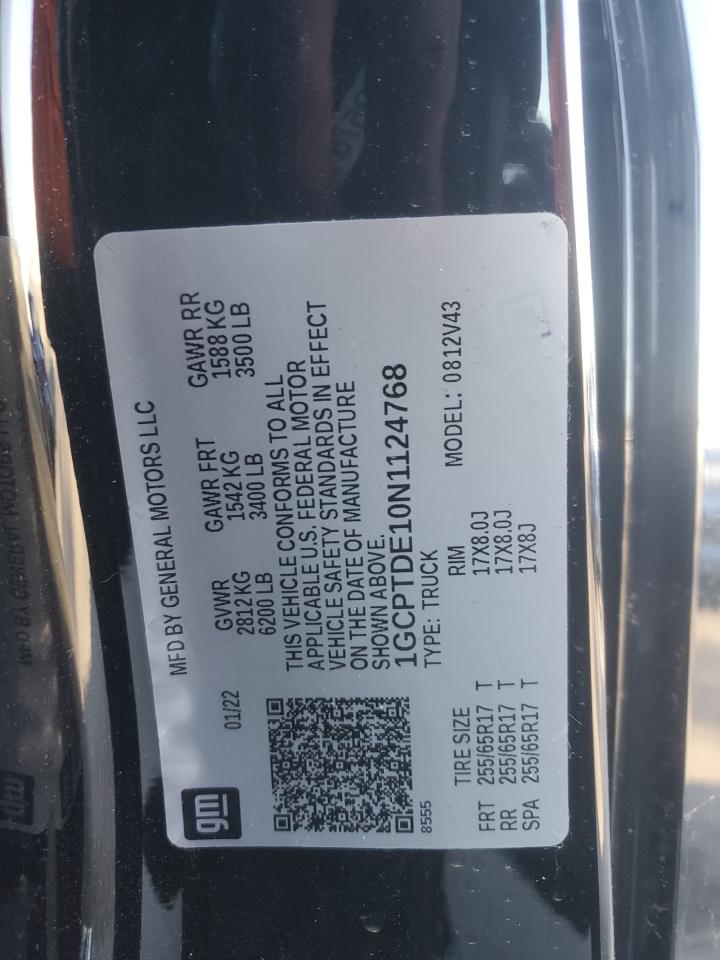 gm
MFD BY GENERAL MOTORS LLC
01/22
GVWR GAWR FRT GAWR RR
2812 KG 1542 KG 1588 KG
6200 LB 3400 LB 3500 LB
THIS VEHICLE CONFORMS TO ALL
APPLICABLE U.S. FEDERAL MOTOR
VEHICLE SAFETY STANDARDS IN EFFECT
ON THE DATE OF MANUFACTURE
SHOWN ABOVE.
1GCPTDE10N1124768
8555
TYPE: TRUCK MODEL: 0812V43
TIRE SIZE RIM
FRT 255/65R17 T 17X8.0J
RR 255/65R17 T 17X8.0J
SPA 255/65R17 T 17X8J